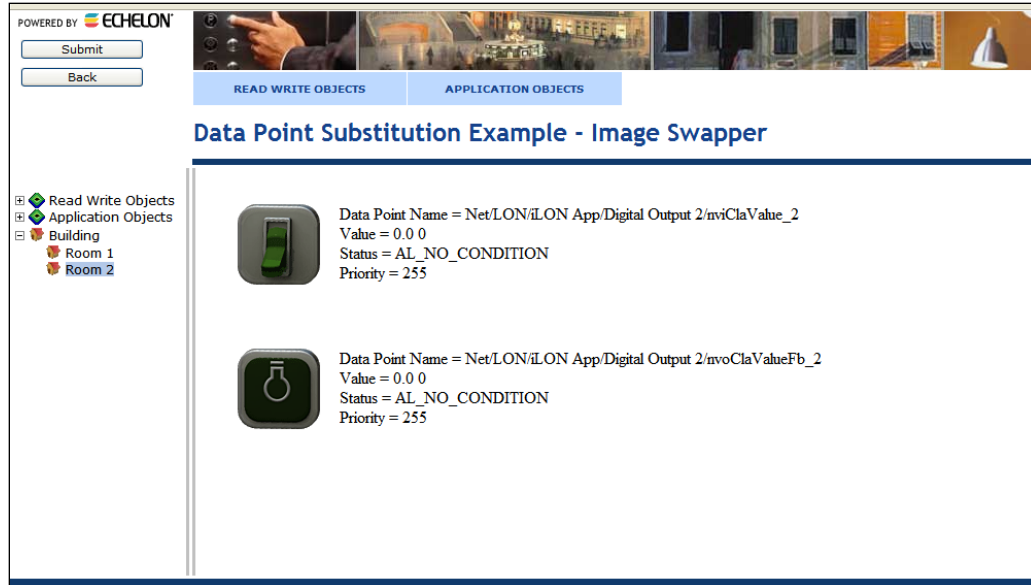 POWERED BY ECHELON
Submit
Back
READ WRITE OBJECTS
APPLICATION OBJECTS
Data Point Substitution Example - Image Swapper
Read Write Objects
Application Objects
Building
Room 1
Room 2
Data Point Name = Net/LON/iLON App/Digital Output 2/nviClaValue_2
Value = 0.0 0
Status = AL_NO_CONDITION
Priority = 255
Data Point Name = Net/LON/iLON App/Digital Output 2/nvoClaValueFb_2
Value = 0.0 0
Status = AL_NO_CONDITION
Priority = 255